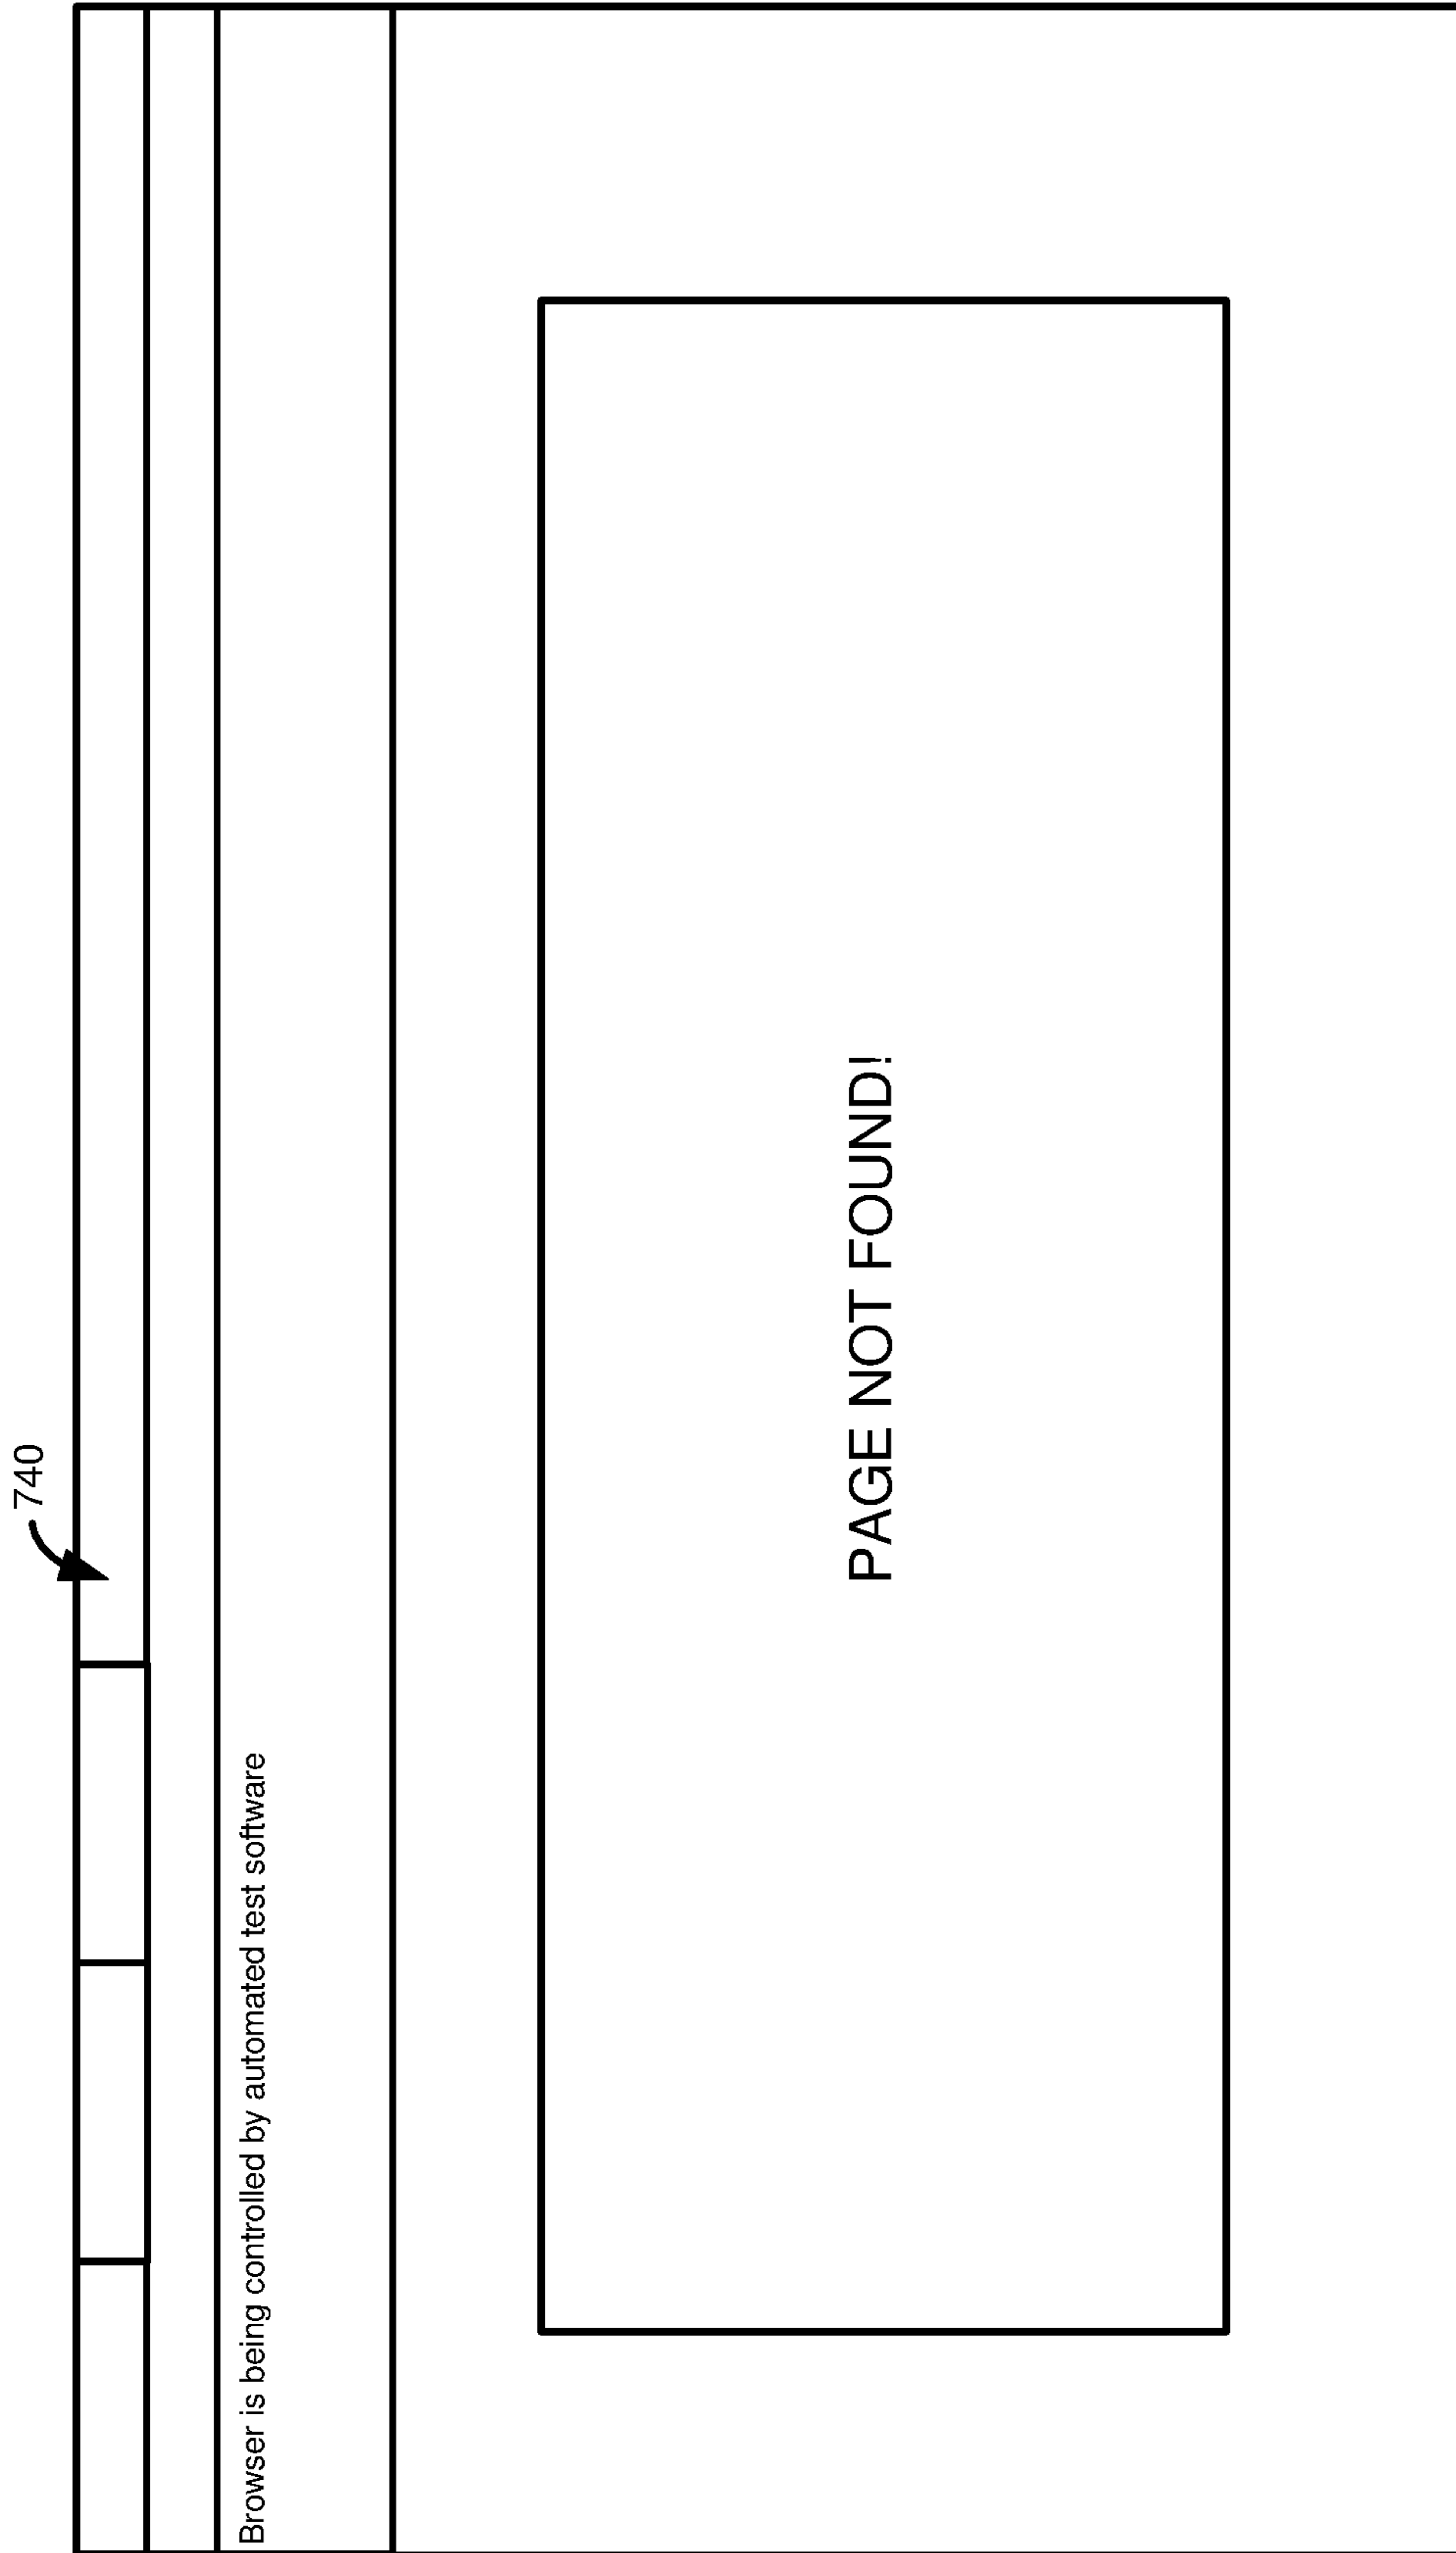 740
Browser is being controlled by automated test software
PAGE NOT FOUND!